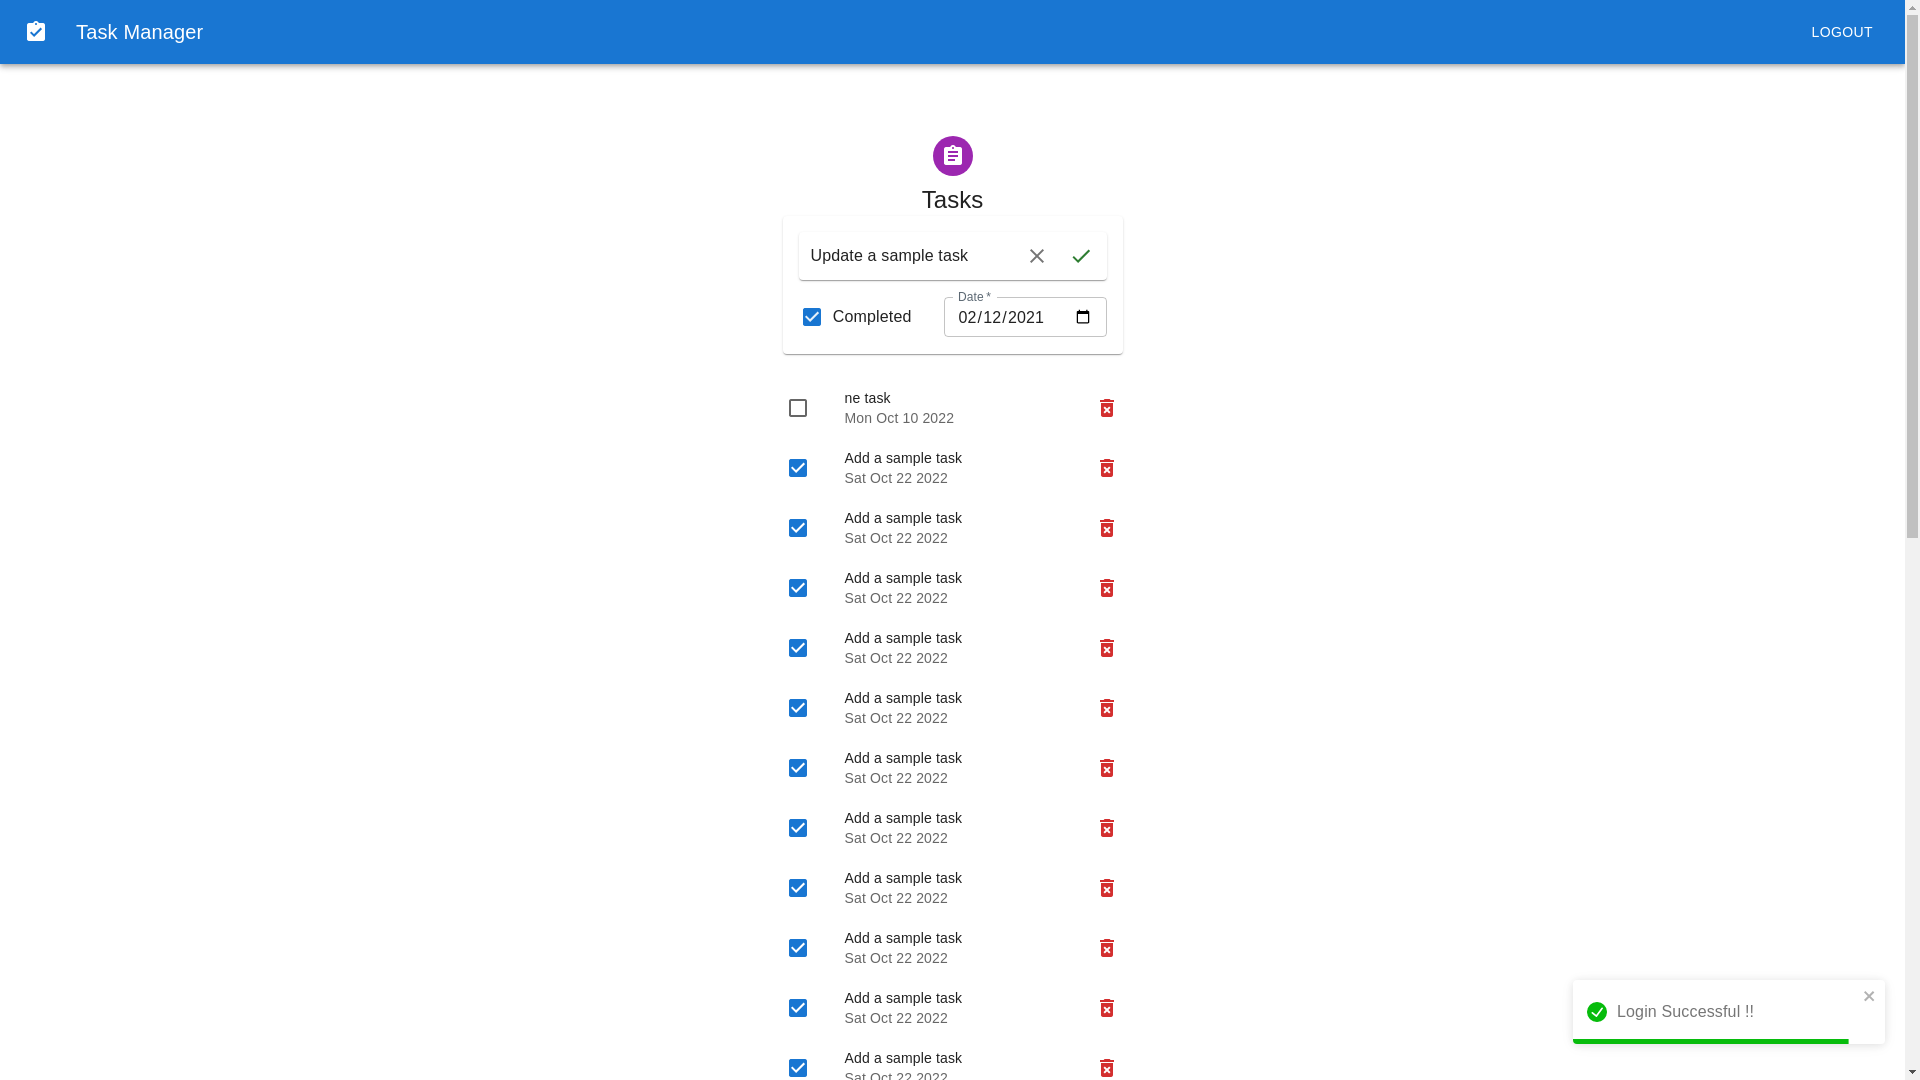 Task Manager
LOGOUT
Tasks
Update a sample task
Completed
Date *
02/12/2021
ne task
Mon Oct 10 2022
Add a sample task
Sat Oct 22 2022
Add a sample task
Sat Oct 22 2022
Add a sample task
Sat Oct 22 2022
Add a sample task
Sat Oct 22 2022
Add a sample task
Sat Oct 22 2022
Add a sample task
Sat Oct 22 2022
Add a sample task
Sat Oct 22 2022
Add a sample task
Sat Oct 22 2022
Add a sample task
Sat Oct 22 2022
Add a sample task
Sat Oct 22 2022
Add a sample task
Sat Oct 22 2022
Login Successful !!